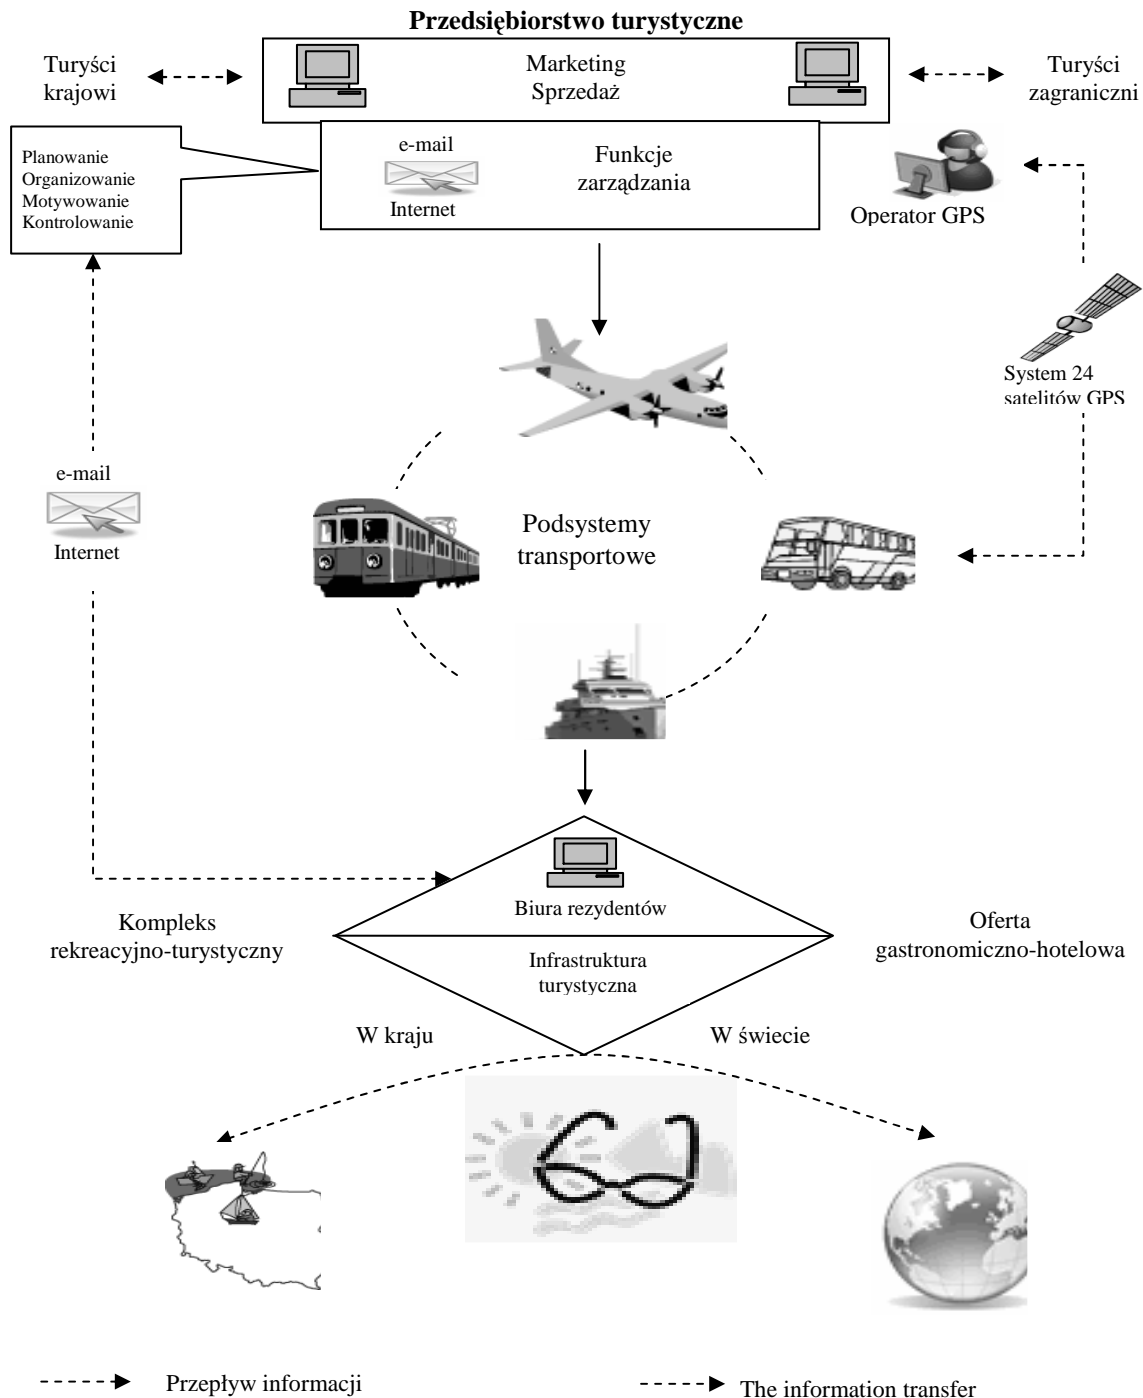 Przedsiębiorstwo turystyczne
Turyści
krajowi
Marketing
Sprzedaż
Turyści
zagraniczni
Planowanie
Organizowanie
Motywowanie
Kontrolowanie
e-mail
Internet
Funkcje
zarządzania
Operator GPS
System 24
satelitów GPS
e-mail
Internet
Podsystemy
transportowe
Biura rezydentów
Kompleks
rekreacyjno-turystyczny
Oferta
gastronomiczno-hotelowa
Infrastruktura
turystyczna
W kraju
W świecie
Przepływ informacji
The information transfer